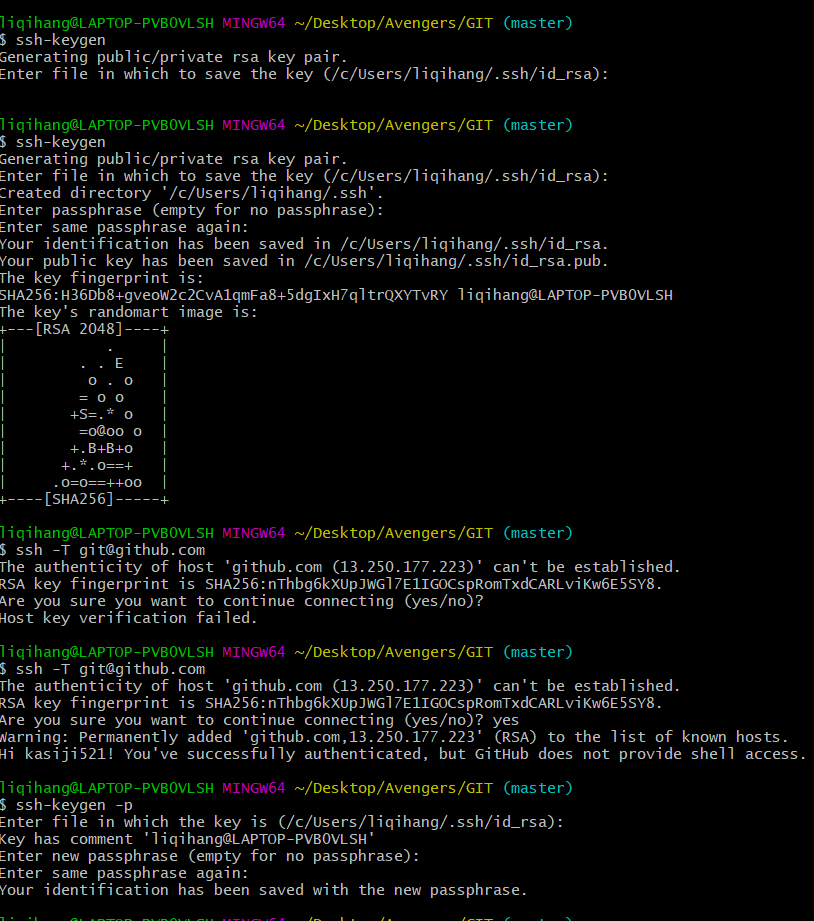 liqihang@LAPTOP-PVB0VLSH MINGW64 ~/Desktop/Avengers/GIT (master)
$ ssh-keygen
Generating public/private rsa key pair.
Enter file in which to save the key (/c/Users/liqihang/.ssh/id_rsa):
liqihang@LAPTOP-PVB0VLSH MINGW64 ~/Desktop/Avengers/GIT (master)
$ ssh-keygen
Generating public/private rsa key pair.
Enter file in which to save the key (/c/Users/liqihang/.ssh/id_rsa):
Created directory '/c/Users/liqihang/.ssh'.
Enter passphrase (empty for no passphrase):
Enter same passphrase again:
Your identification has been saved in /c/Users/liqihang/.ssh/id_rsa.
Your public key has been saved in /c/Users/liqihang/.ssh/id_rsa.pub.
The key fingerprint is:
SHA256:H36Db8+gveoW2c2CvA1qmFa8+5dgIxH7qltrQXYTvRY liqihang@LAPTOP-PVB0VLSH
The key's randomart image is:
+---[RSA 2048]----+
|           .     |
|        . . E    |
|         o . o   |
|        = o o    |
|       +S=.* o   |
|        =o@oo o  |
|       +.B+B+o   |
|      +.*.o==+   |
|     .o=o==++oo  |
+----[SHA256]-----+
liqihang@LAPTOP-PVB0VLSH MINGW64 ~/Desktop/Avengers/GIT (master)
$ ssh -T git@github.com
The authenticity of host 'github.com (13.250.177.223)' can't be established.
RSA key fingerprint is SHA256:nThbg6kXUpJWGl7E1IGOCspRomTxdCARLviKw6E5SY8.
Are you sure you want to continue connecting (yes/no)?
Host key verification failed.
liqihang@LAPTOP-PVB0VLSH MINGW64 ~/Desktop/Avengers/GIT (master)
$ ssh -T git@github.com
The authenticity of host 'github.com (13.250.177.223)' can't be established.
RSA key fingerprint is SHA256:nThbg6kXUpJWGl7E1IGOCspRomTxdCARLviKw6E5SY8.
Are you sure you want to continue connecting (yes/no)? yes
Warning: Permanently added 'github.com,13.250.177.223' (RSA) to the list of known hosts.
Hi kasiji521! You've successfully authenticated, but GitHub does not provide shell access.
liqihang@LAPTOP-PVB0VLSH MINGW64 ~/Desktop/Avengers/GIT (master)
$ ssh-keygen -p
Enter file in which the key is (/c/Users/liqihang/.ssh/id_rsa):
Key has comment 'liqihang@LAPTOP-PVB0VLSH'
Enter new passphrase (empty for no passphrase):
Enter same passphrase again:
Your identification has been saved with the new passphrase.